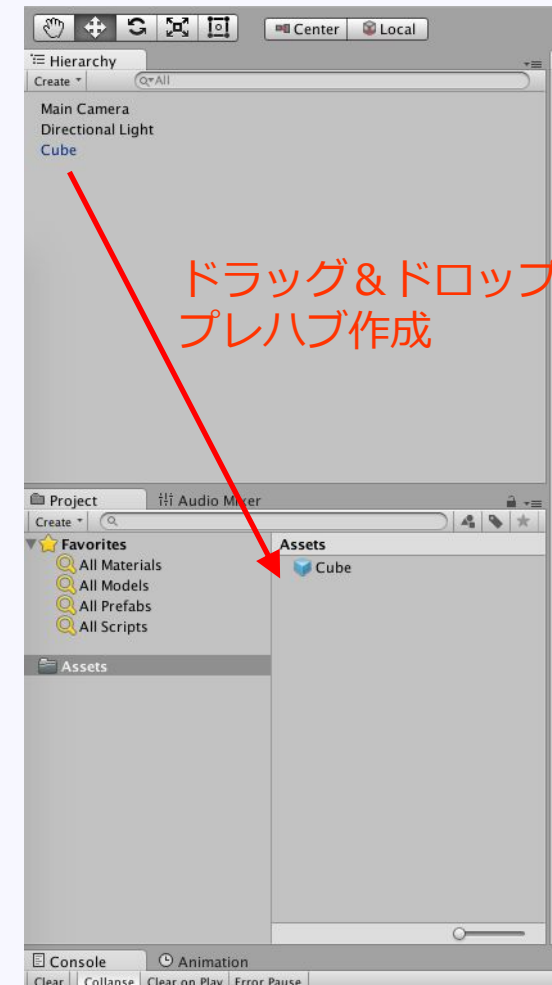 Center Local
Hierarchy
Create All
Main Camera
Directional Light
Cube
ドラッグ&ドロップ
プレハブ作成
Project Audio Mixer
Create
Favorites Assets
All Materials Cube
All Models
All Prefabs
All Scripts
Assets
Console Animation
Clear Collapse Clear on Play Error Pause